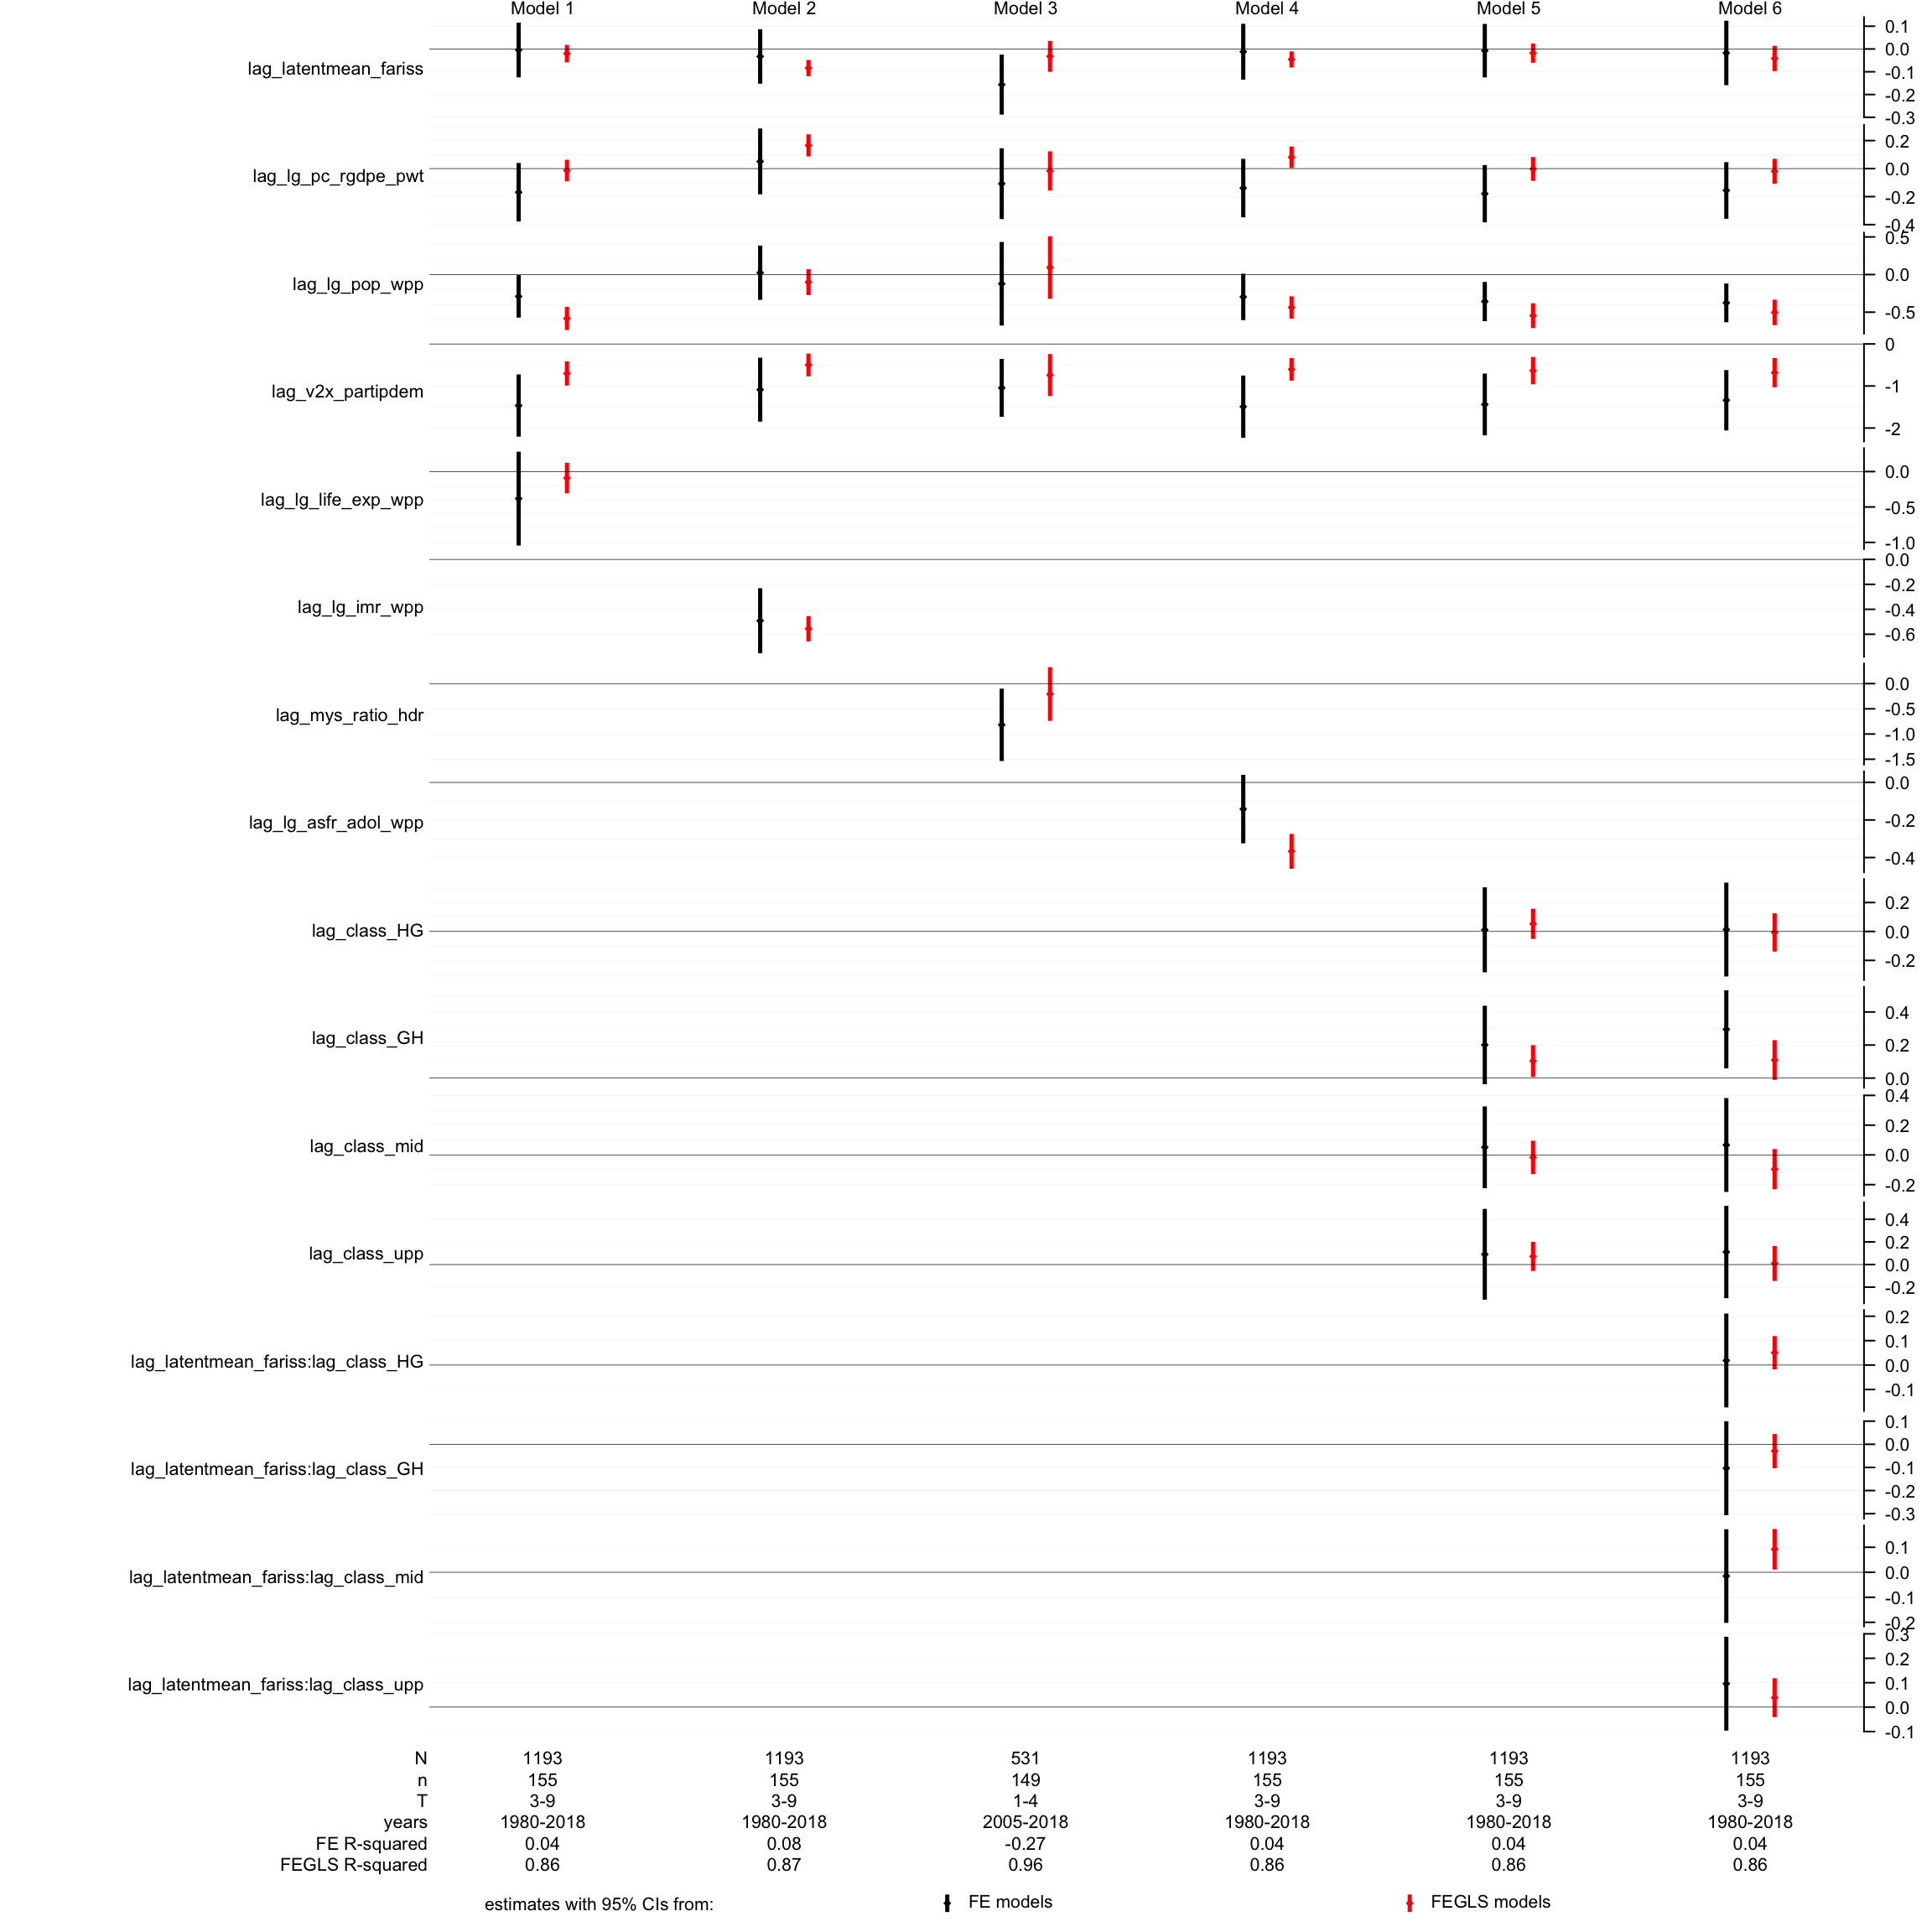 Model 1 Model 2 Model 3 Model 4 Model 5 Model 6
lag_latentmean_fariss 0.1 0.0 -0.1 -0.2 -0.3
lag_lg_pc_rgdpe_pwt 0.2 0.0 -0.2 -0.4
lag_lg_pop_wpp 0.5 0.0 -0.5
lag_v2x_partipdem 0 -1 -2
lag_lg_life_exp_wpp 0.0 -0.5 -1.0
lag_lg_imr_wpp 0.0 -0.2 -0.4 -0.6
lag_mys_ratio_hdr 0.0 -0.5 -1.0 -1.5
lag_lg_asfr_adol_wpp 0.0 -0.2 -0.4
lag_class_HG 0.2 0.0 -0.2
lag_class_GH 0.4 0.2 0.0
lag_class_mid 0.4 0.2 0.0 -0.2
lag_class_upp 0.4 0.2 0.0 -0.2
lag_latentmean_fariss:lag_class_HG 0.2 0.1 0.0 -0.1
lag_latentmean_fariss:lag_class_GH 0.1 0.0 -0.1 -0.2 -0.3
lag_latentmean_fariss:lag_class_mid 0.1 0.0 -0.1 -0.2
lag_latentmean_fariss:lag_class_upp 0.3 0.2 0.1 0.0 -0.1
N 1193 1193 531 1193 1193 1193
n 155 155 149 155 155 155
T 3-9 3-9 1-4 3-9 3-9 3-9
years 1980-2018 1980-2018 2005-2018 1980-2018 1980-2018 1980-2018
FE R-squared 0.04 0.08 -0.27 0.04 0.04 0.04
FEGLS R-squared 0.86 0.87 0.96 0.86 0.86 0.86
estimates with 95% CIs from: FE models FEGLS models